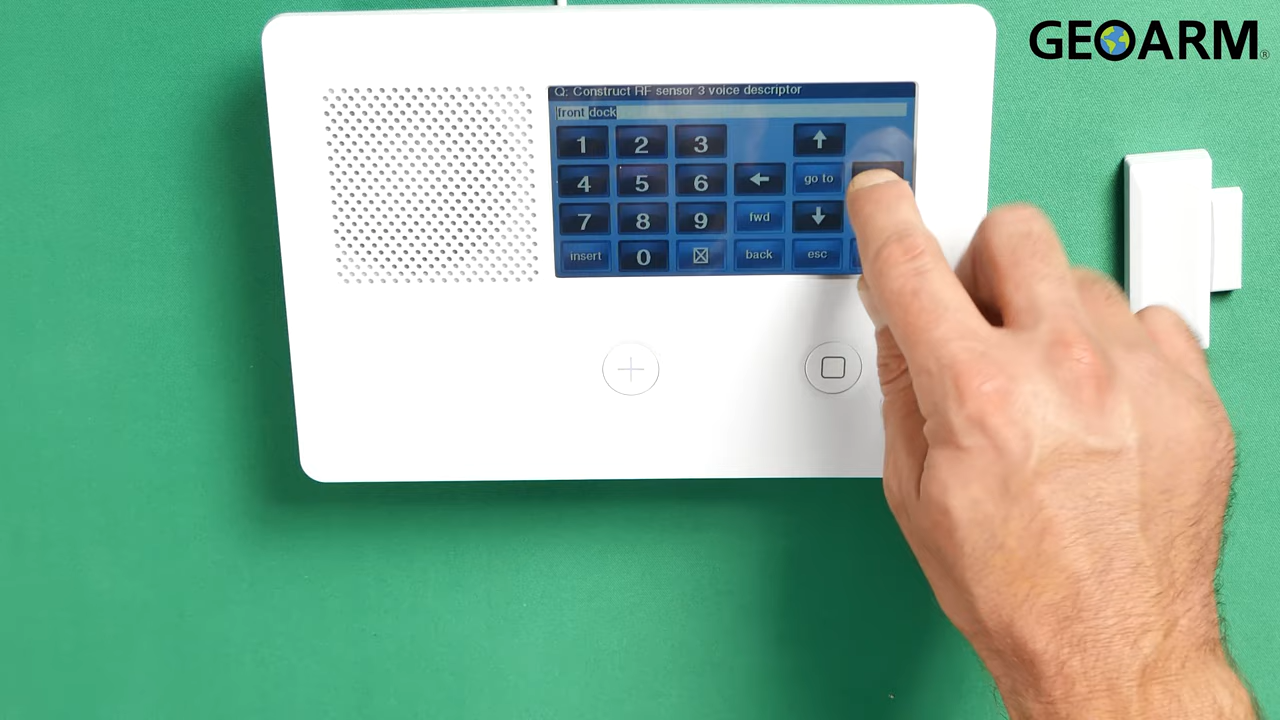 GEOARM®
Q: Construct RF sensor 3 voice descriptor
front dock
1 2 3
4 5 6 go to
7 8 9 fwd
insert 0 back esc